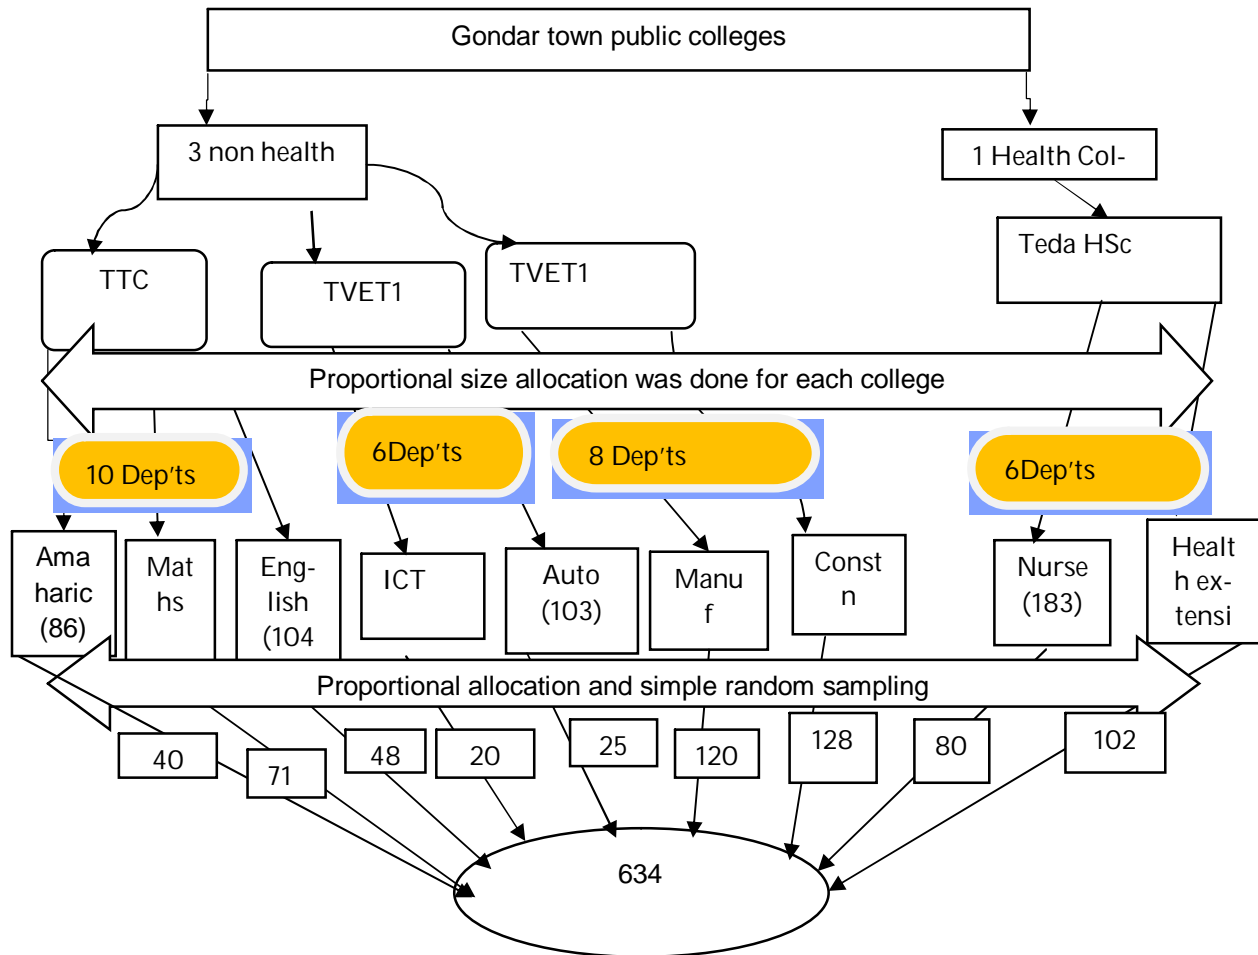 Gondar town public colleges
3 non health
1 Health Col-
TTC
TVET1
TVET1
Teda HSc
Proportional size allocation was done for each college
10 Dep'ts
6Dep'ts
8 Dep'ts
6Dep'ts
Ama
haric
(86)
Mat
hs
Eng-
lish
(104
ICT
Auto
(103)
Manu
f
Const
n
Nurse
(183)
Healt
h ex-
tensi
Proportional allocation and simple random sampling
40
71
48
20
25
120
128
80
102
634